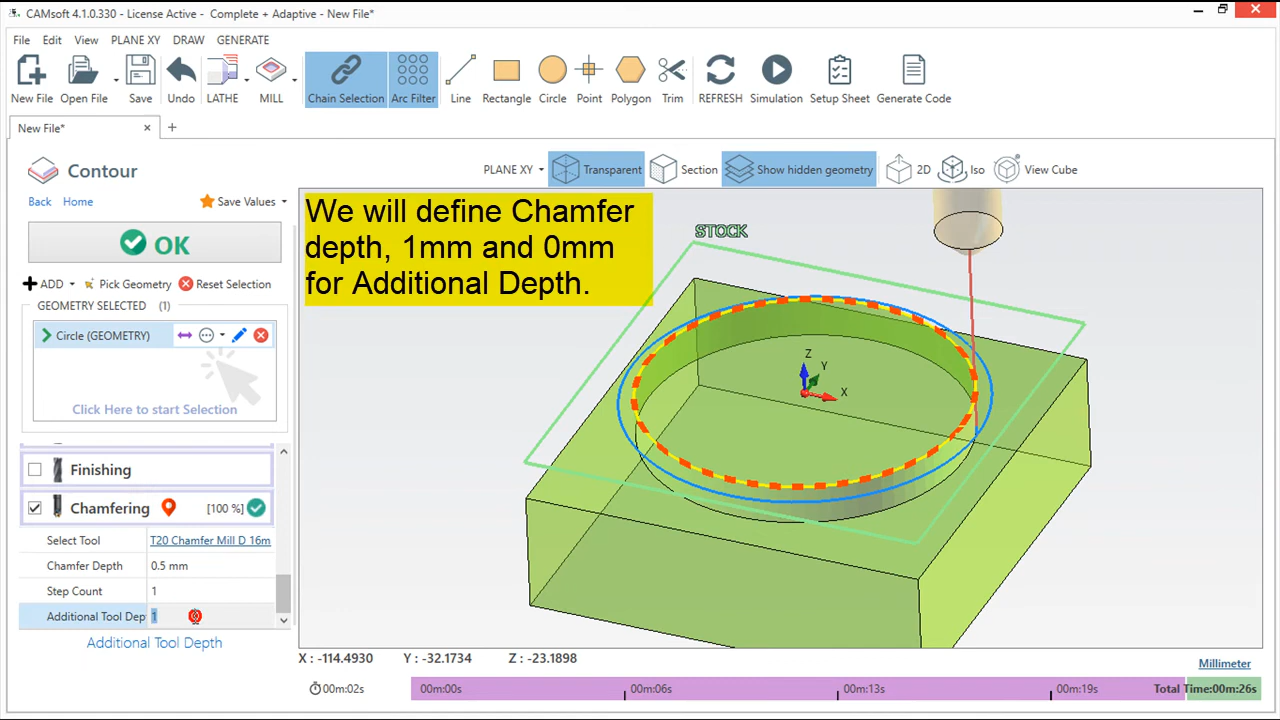 CAMsoft 4.1.0.330 - License Active - Complete + Adaptive - New File*
File Edit View PLANE XY DRAW GENERATE
New File Open File Save Undo LATHE MILL Chain Selection Arc Filter Line Rectangle Circle Point Polygon Trim REFRESH Simulation Setup Sheet Generate Code
New File*
Contour
PLANE XY Transparent Section Show hidden geometry 2D Iso View Cube
Back Home Save Values
OK
ADD Pick Geometry Reset Selection
GEOMETRY SELECTED (1)
Circle (GEOMETRY)
Click Here to start Selection
Finishing
Chamfering [100 %]
Select Tool T20 Chamfer Mill D 16m
Chamfer Depth 0.5 mm
Step Count 1
Additional Tool Dep 1
Additional Tool Depth
We will define Chamfer
depth, 1mm and 0mm
for Additional Depth.
STOCK
Z
Y
X
X : -114.4930 Y : -32.1734 Z : -23.1898
Millimeter
00m:02s 00m:00s 00m:06s 00m:13s 00m:19s Total Time:00m:26s